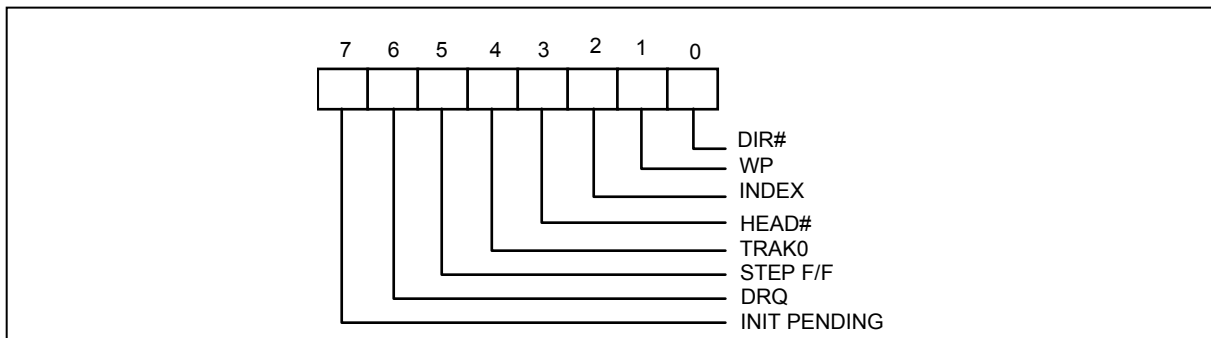 7 6 5 4 3 2 1 0
DIR#
WP
INDEX
HEAD#
TRAK0
STEP F/F
DRQ
INIT PENDING